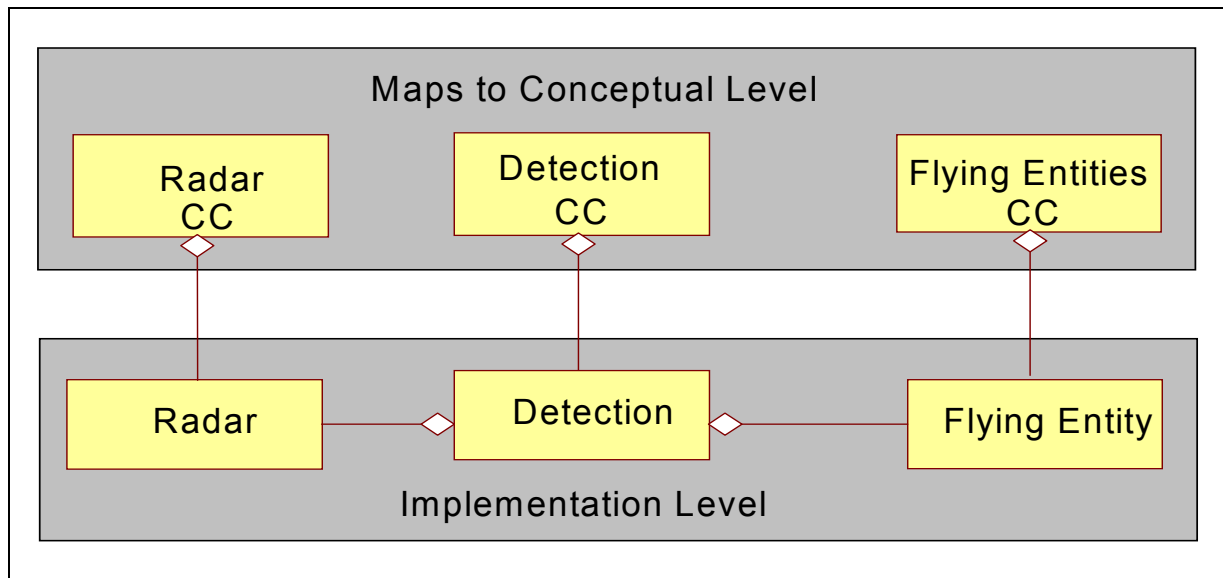 Maps to Conceptual Level
Radar
CC
Detection
CC
Flying Entities
CC
Radar
Detection
Flying Entity
Implementation Level